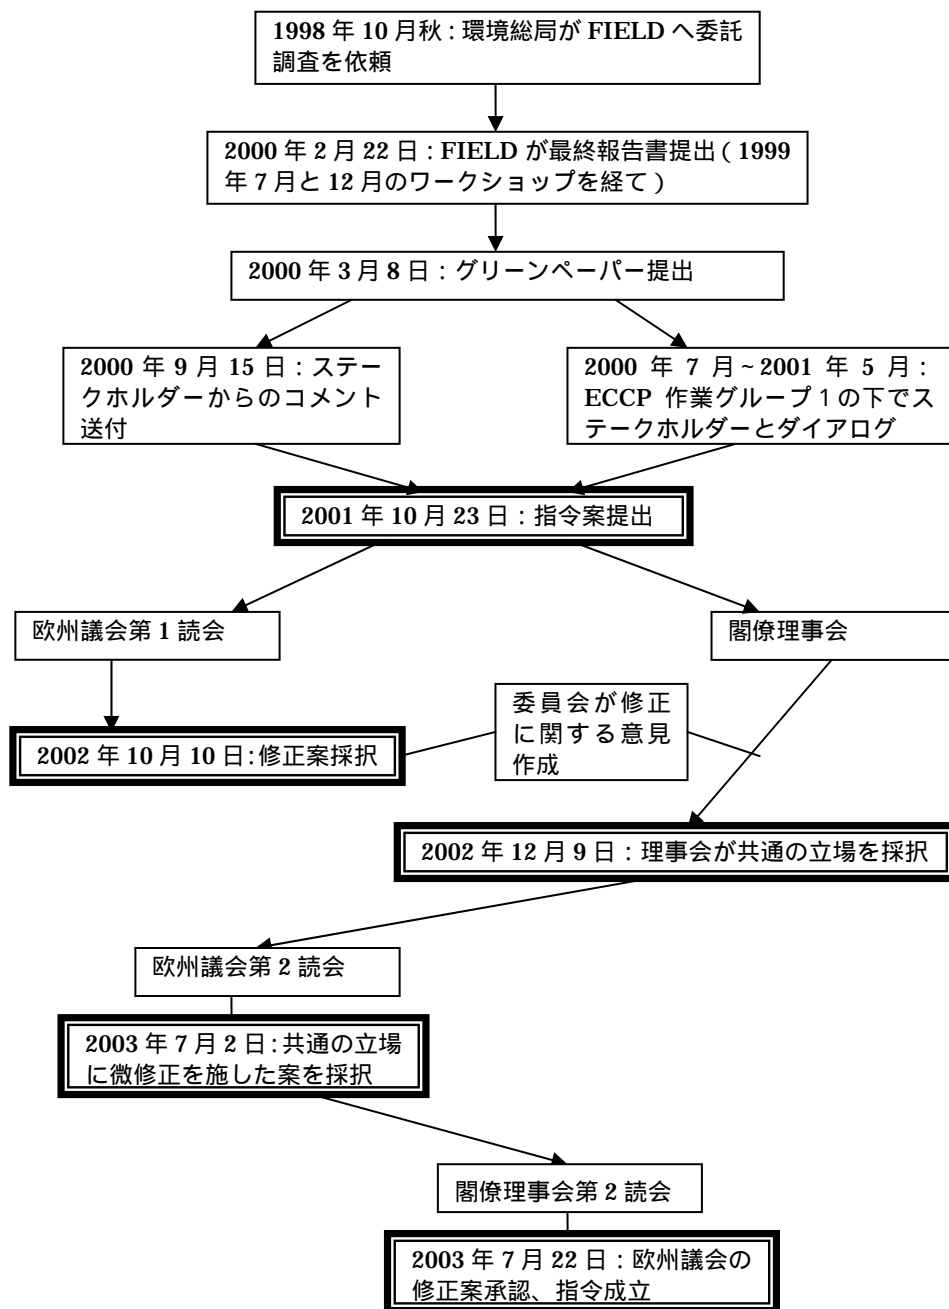 1998 年 10 月秋 : 環境総局が FIELD へ委託
調査を依頼
2000 年 2 月 22 日 : FIELD が最終報告書提出 ( 1999
年 7 月と 12 月のワークショップを経て )
2000 年 3 月 8 日 : グリーンペーパー提出
2000 年 9 月 15 日 : ステー
クホルダーからのコメント
送付
2000 年 7 月 ~ 2001 年 5 月 :
ECCP 作業グループ 1 の下でス
テークホルダーとダイアログ
2001 年 10 月 23 日 : 指令案提出
欧州議会第 1 読会
閣僚理事会
委員会が修正
に関する意見
作成
2002 年 10 月 10 日 : 修正案採択
2002 年 12 月 9 日 : 理事会が共通の立場を採択
欧州議会第 2 読会
2003 年 7 月 2 日 : 共通の立場
に微修正を施した案を採択
閣僚理事会第 2 読会
2003 年 7 月 22 日 : 欧州議会の
修正案承認、指令成立